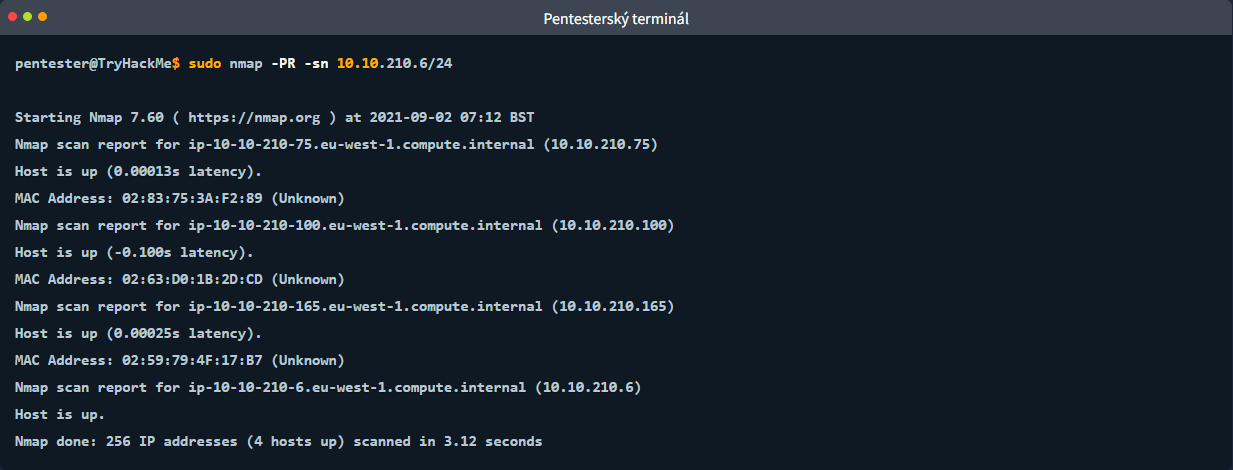 Pentesterský terminál
pentester@TryHackMe$ sudo nmap -PR -sn 10.10.210.6/24
Starting Nmap 7.60 ( https://nmap.org ) at 2021-09-02 07:12 BST
Nmap scan report for ip-10-10-210-75.eu-west-1.compute.internal (10.10.210.75)
Host is up (0.00013s latency).
MAC Address: 02:83:75:3A:F2:89 (Unknown)
Nmap scan report for ip-10-10-210-100.eu-west-1.compute.internal (10.10.210.100)
Host is up (-0.100s latency).
MAC Address: 02:63:D0:1B:2D:CD (Unknown)
Nmap scan report for ip-10-10-210-165.eu-west-1.compute.internal (10.10.210.165)
Host is up (0.00025s latency).
MAC Address: 02:59:79:4F:17:B7 (Unknown)
Nmap scan report for ip-10-10-210-6.eu-west-1.compute.internal (10.10.210.6)
Host is up.
Nmap done: 256 IP addresses (4 hosts up) scanned in 3.12 seconds